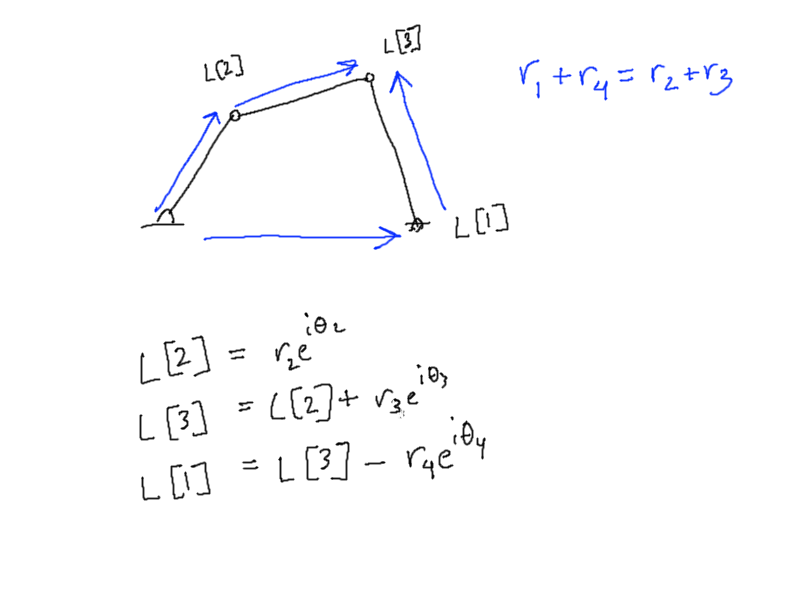 L[3]
L[2]
r₁ + r₄ = r₂ + r₃
L[1]
L[2] = r₂e^{iθ₂}
L[3] = L[2] + r₃e^{iθ₃}
L[1] = L[3] − r₄e^{iθ₄}